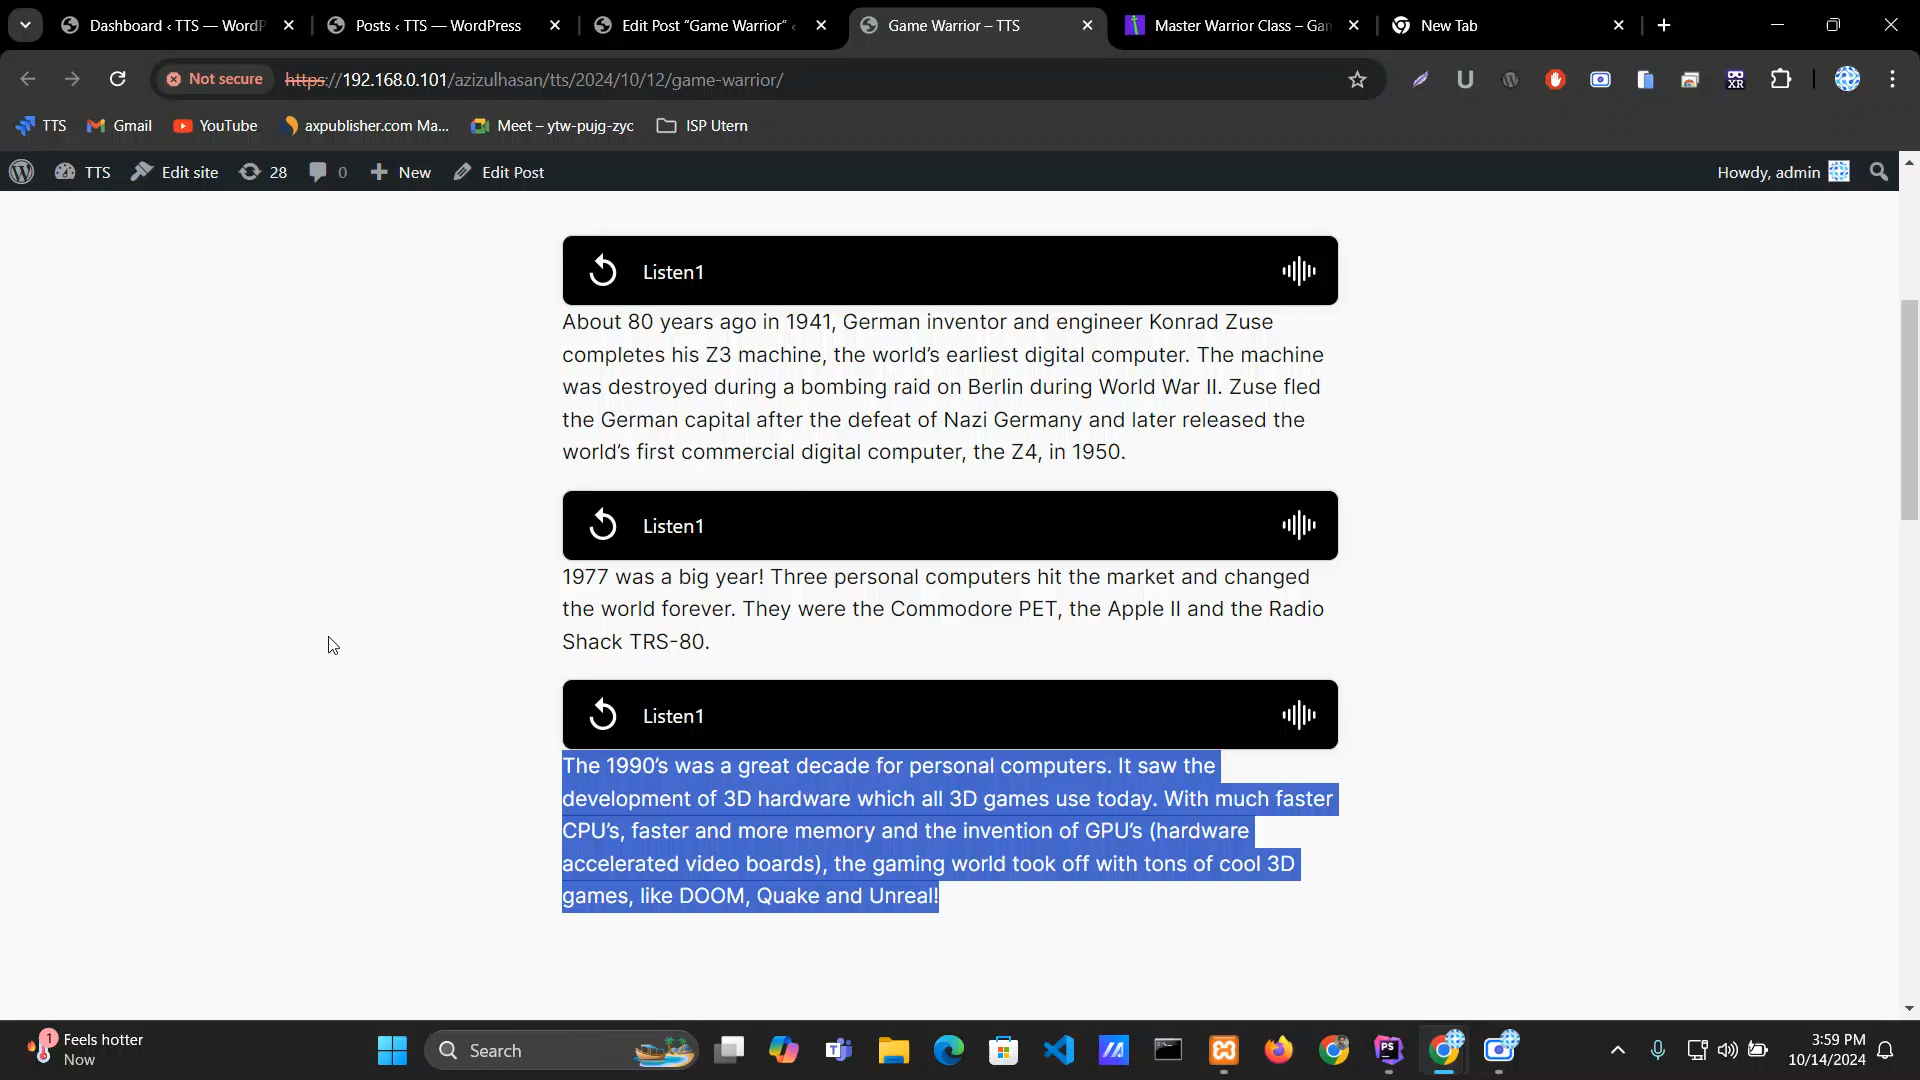 Dashboard ‹ TTS — WordP
Posts ‹ TTS — WordPress
Edit Post “Game Warrior” ‹
Game Warrior – TTS
Master Warrior Class – Gan
New Tab
Not secure
https://192.168.0.101/azizulhasan/tts/2024/10/12/game-warrior/
U
XR
TTS
Gmail
YouTube
axpublisher.com Ma...
Meet – ytw-pujg-zyc
ISP Utern
TTS
Edit site
28
0
New
Edit Post
Howdy, admin
Listen1
About 80 years ago in 1941, German inventor and engineer Konrad Zuse
completes his Z3 machine, the world’s earliest digital computer. The machine
was destroyed during a bombing raid on Berlin during World War II. Zuse fled
the German capital after the defeat of Nazi Germany and later released the
world’s first commercial digital computer, the Z4, in 1950.
Listen1
1977 was a big year! Three personal computers hit the market and changed
the world forever. They were the Commodore PET, the Apple II and the Radio
Shack TRS-80.
Listen1
The 1990’s was a great decade for personal computers. It saw the
development of 3D hardware which all 3D games use today. With much faster
CPU’s, faster and more memory and the invention of GPU’s (hardware
accelerated video boards), the gaming world took off with tons of cool 3D
games, like DOOM, Quake and Unreal!
1
Feels hotter
Now
Search
PS
3:59 PM
10/14/2024